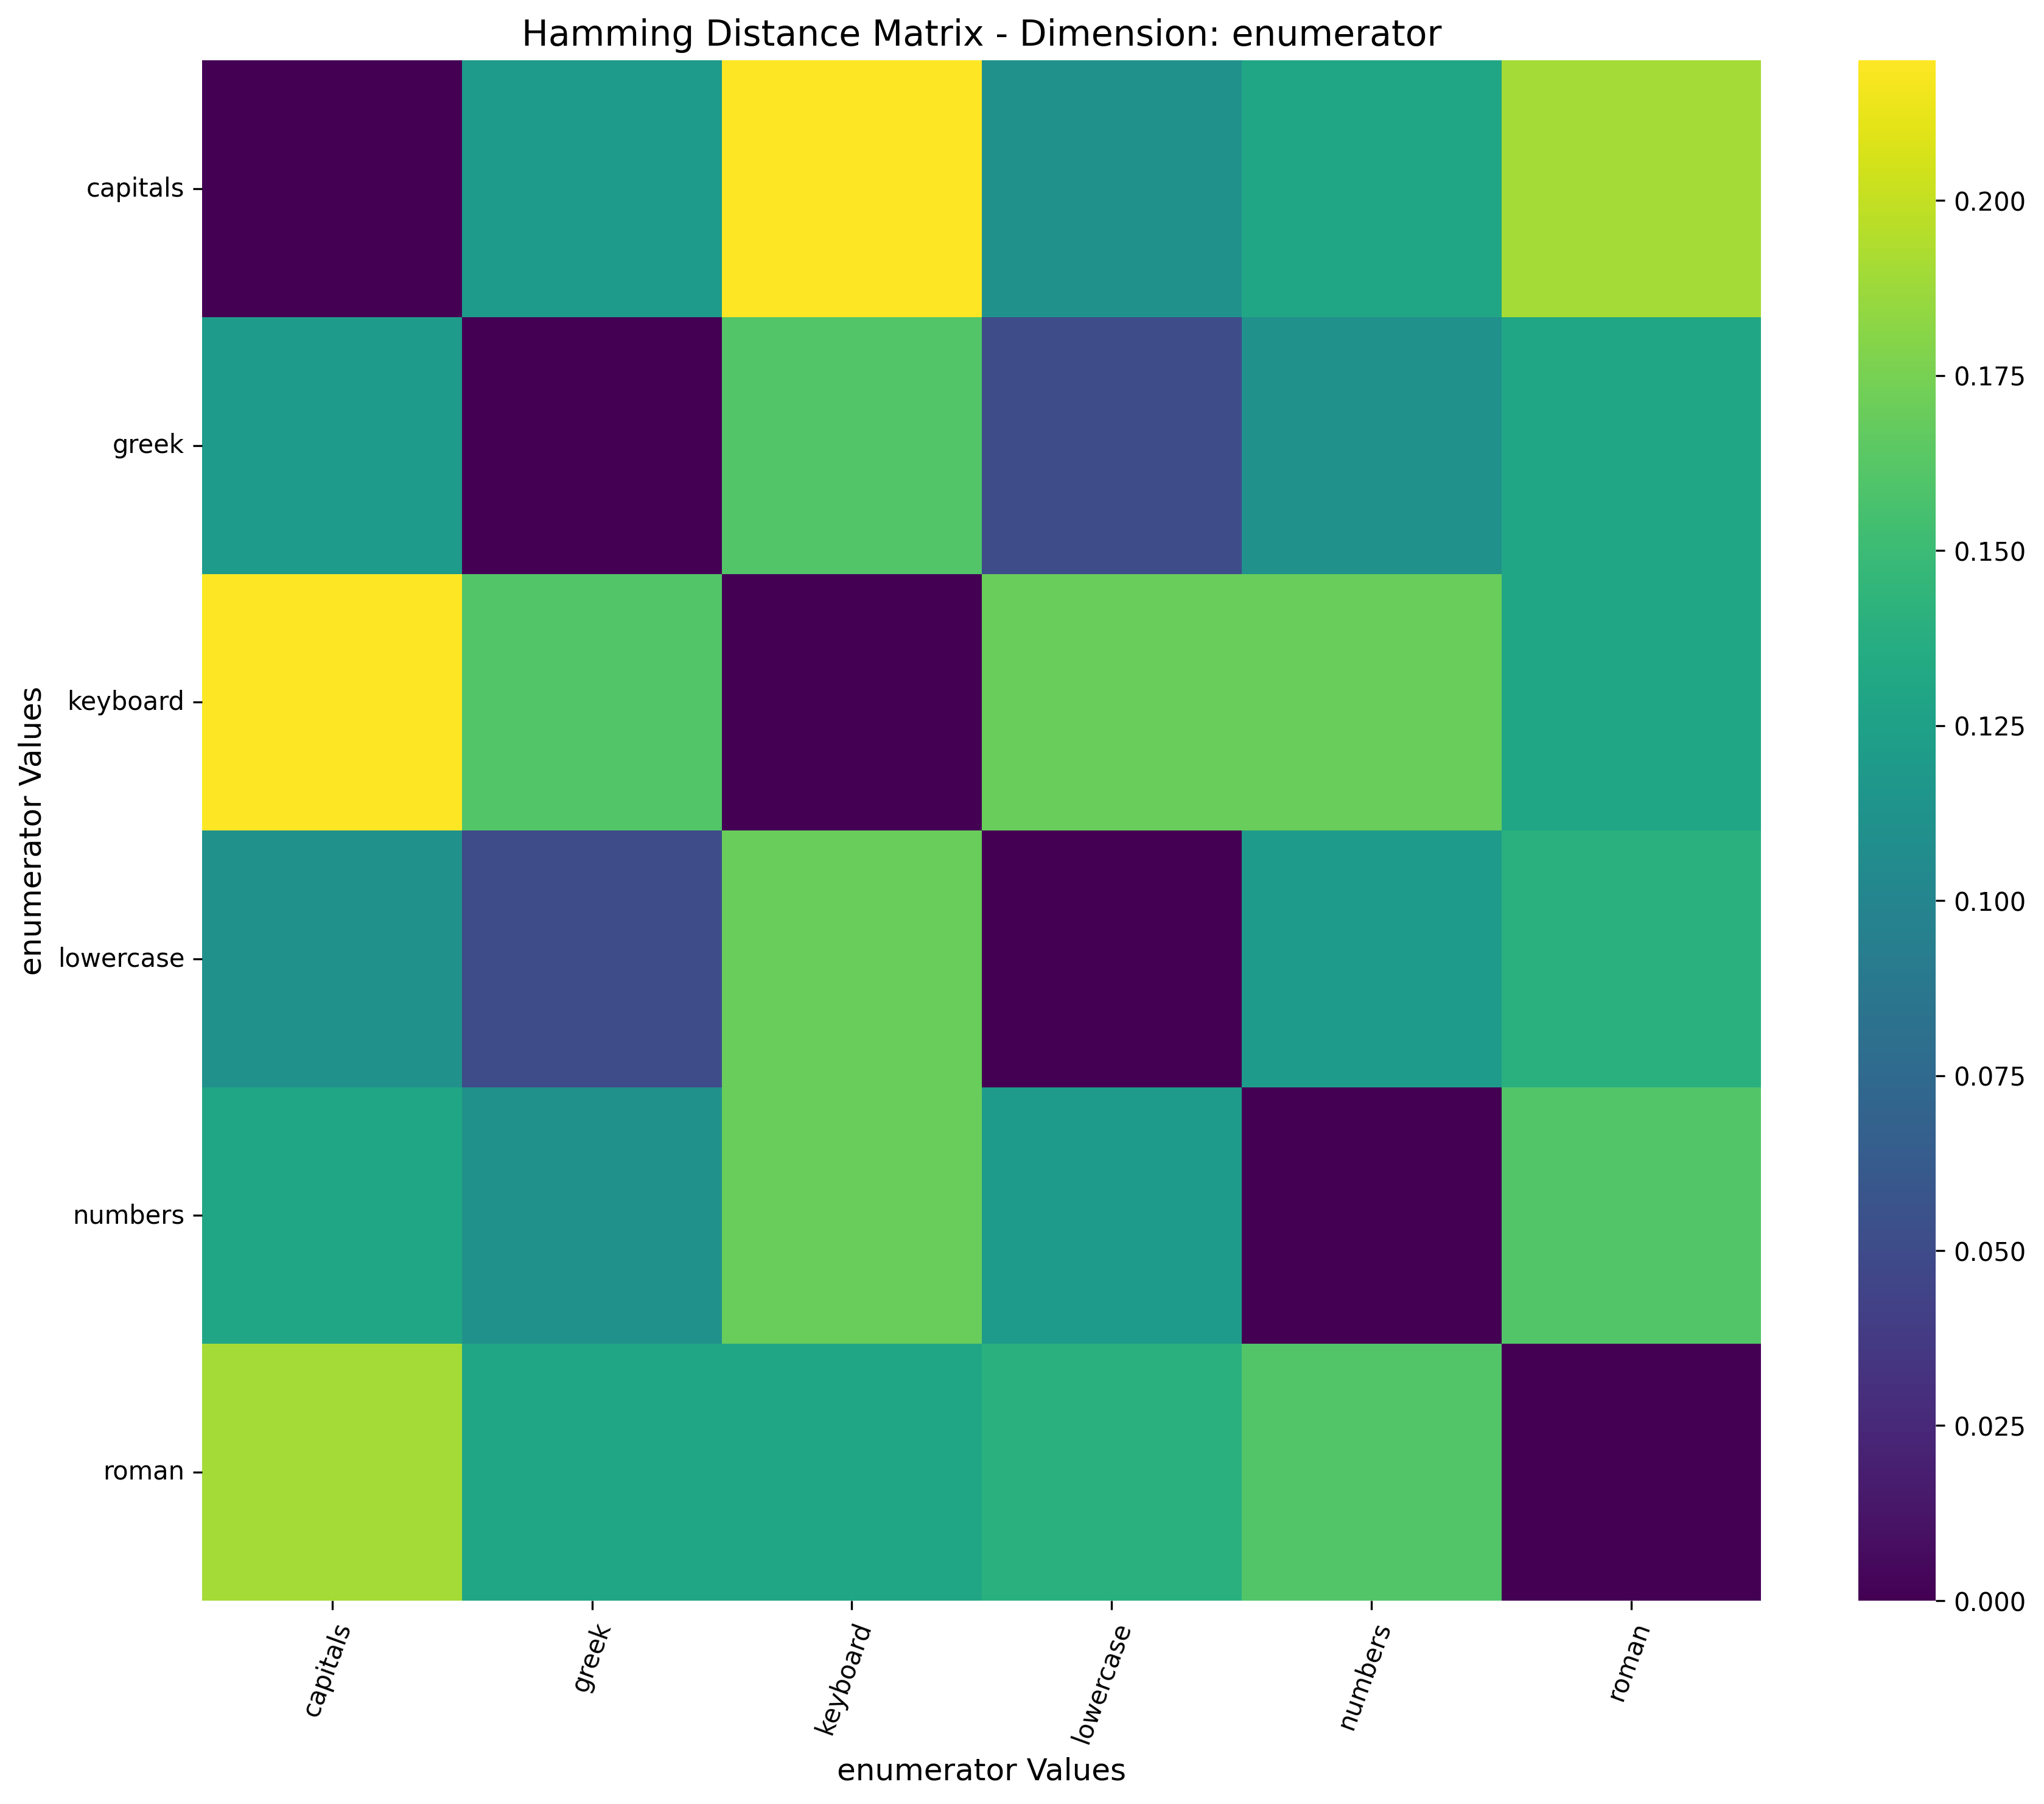 Hamming Distance Matrix - Dimension: enumerator
enumerator Values
capitals
greek
keyboard
lowercase
numbers
roman
capitals
greek
keyboard
lowercase
numbers
roman
enumerator Values
0.200
0.175
0.150
0.125
0.100
0.075
0.050
0.025
0.000